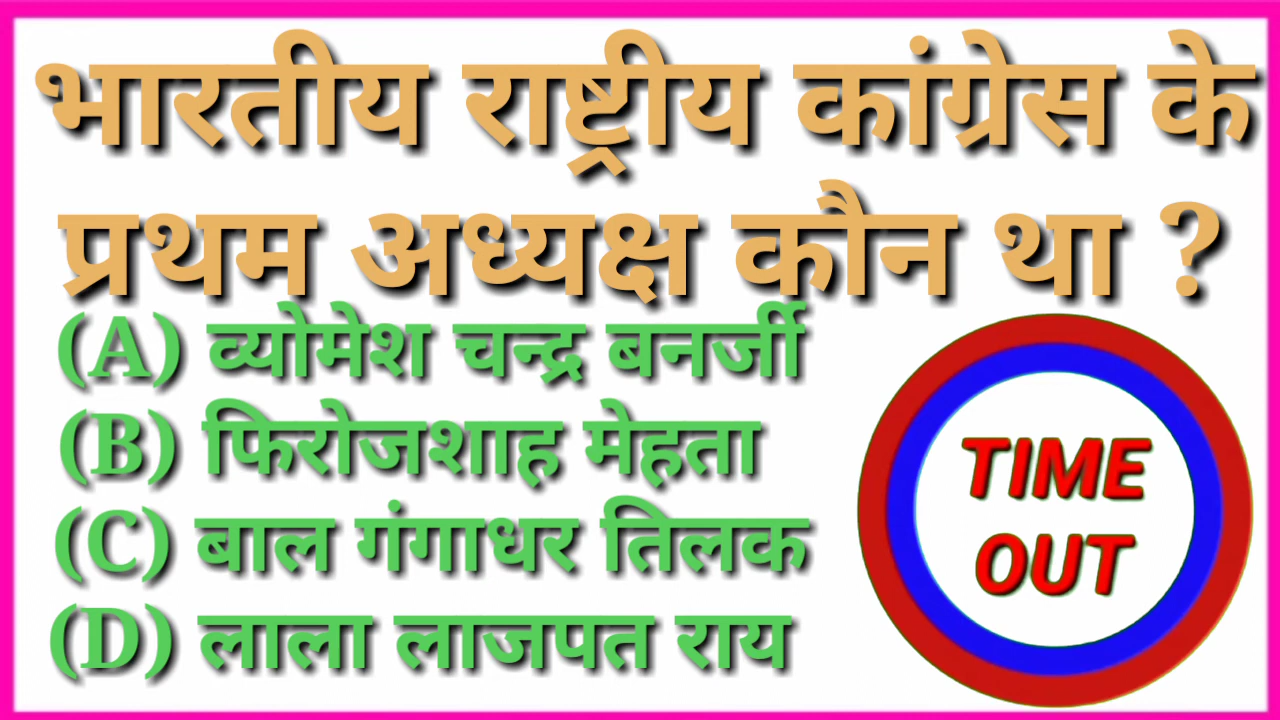 भारतीय राष्ट्रीय कांग्रेस के
प्रथम अध्यक्ष कौन था ?
(A) व्योमेश चन्द्र बनर्जी
(B) फिरोजशाह मेहता
(C) बाल गंगाधर तिलक
(D) लाला लाजपत राय
TIME
OUT